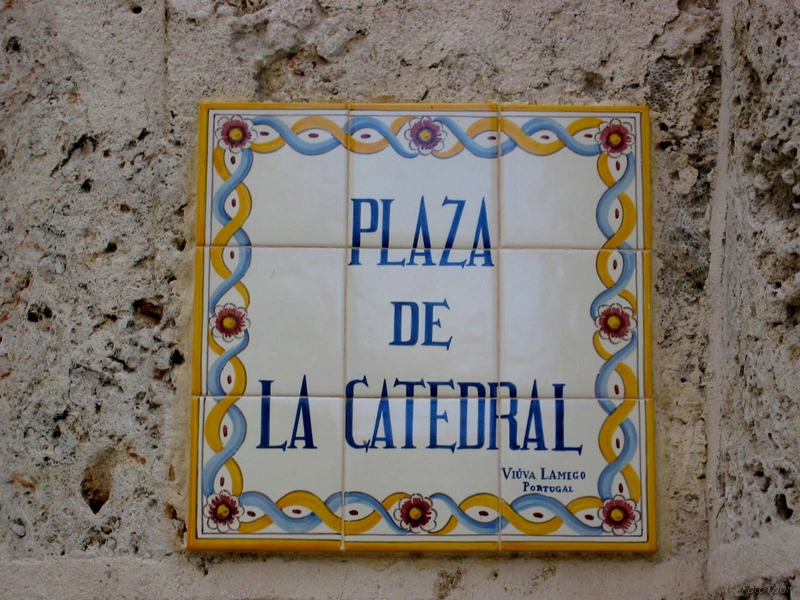 PLAZA
DE
LA CATEDRAL
VIÚVA LAMEGO
PORTUGAL